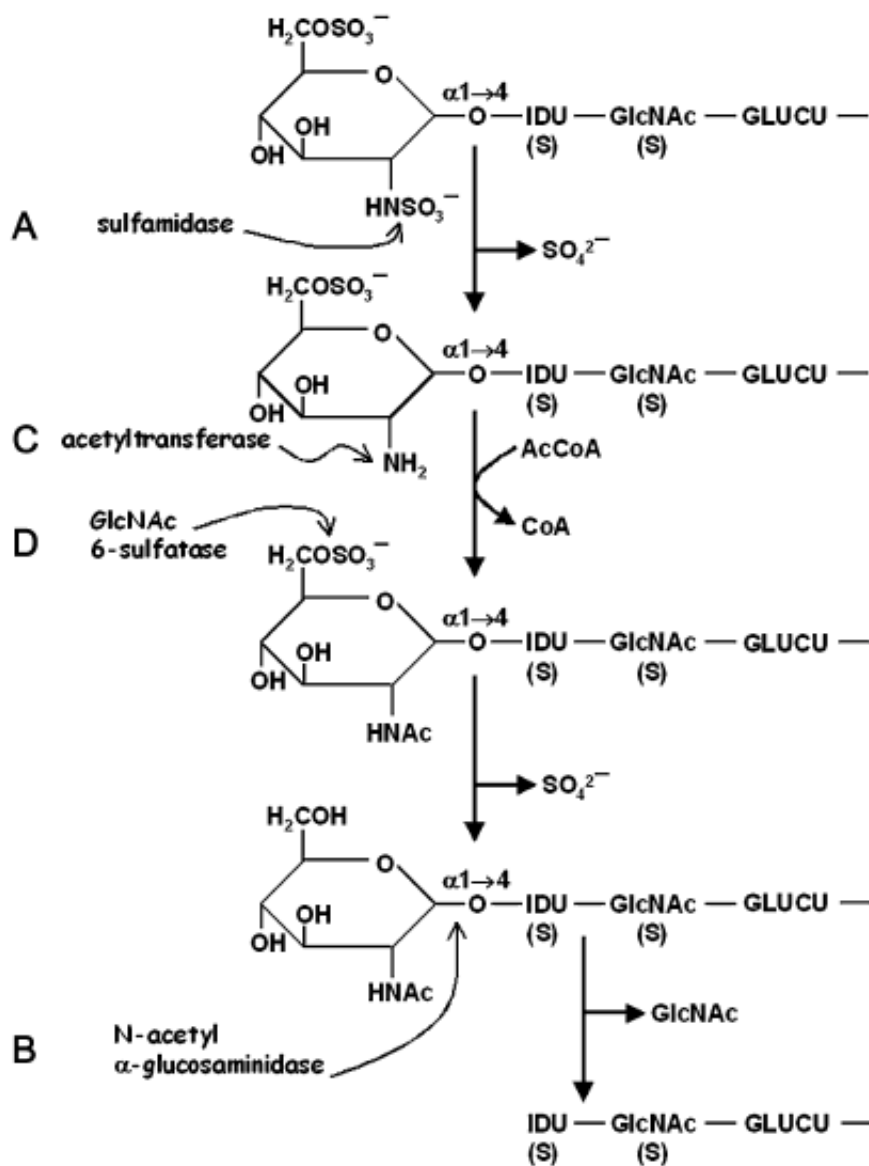 H₂COSO₃⁻
O
α1→4
O — IDU — GlcNAc — GLUCU —
OH
OH
(S) (S)
HNSO₃⁻
A sulfamidase
SO₄²⁻
H₂COSO₃⁻
O
α1→4
O — IDU — GlcNAc — GLUCU —
OH
OH
(S) (S)
C acetyltransferase
NH₂
AcCoA
CoA
D GlcNAc
6-sulfatase
H₂COSO₃⁻
O
α1→4
O — IDU — GlcNAc — GLUCU —
OH
OH
(S) (S)
HNAc
SO₄²⁻
H₂COH
O
α1→4
O — IDU — GlcNAc — GLUCU —
OH
OH
(S) (S)
HNAc
GlcNAc
B N-acetyl
α-glucosaminidase
IDU — GlcNAc — GLUCU —
(S) (S)